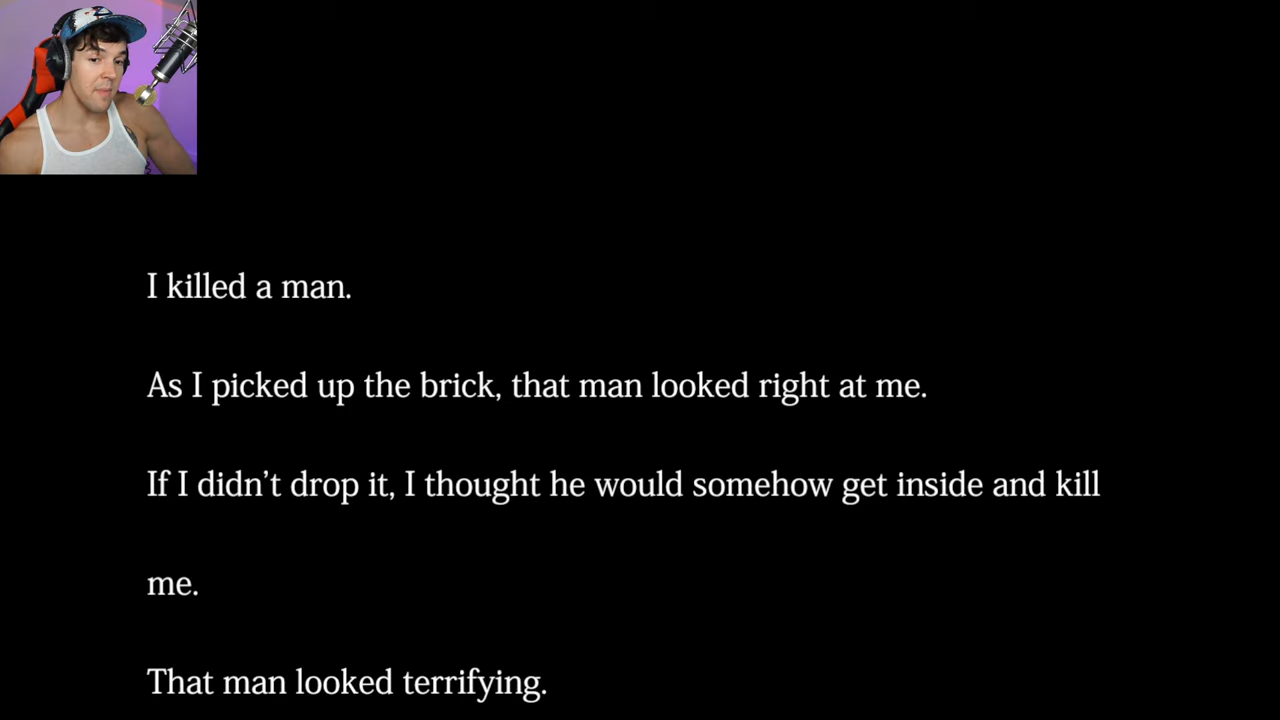 I killed a man.
As I picked up the brick, that man looked right at me.
If I didn’t drop it, I thought he would somehow get inside and kill
me.
That man looked terrifying.